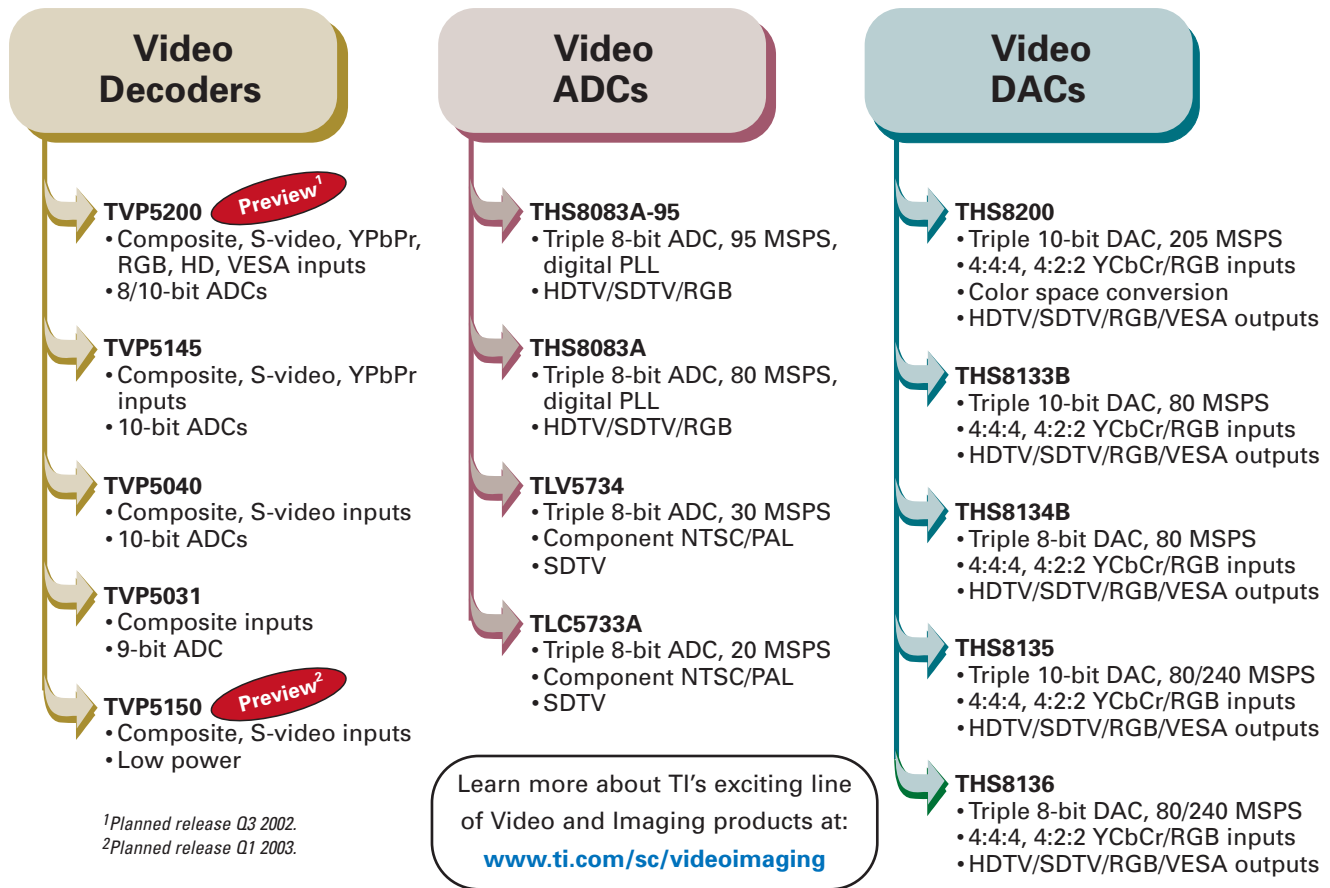 Video
Decoders
TVP5200 Preview1
•Composite, S-video, YPbPr,
RGB, HD, VESA inputs
•8/10-bit ADCs
TVP5145
•Composite, S-video, YPbPr
inputs
•10-bit ADCs
TVP5040
•Composite, S-video inputs
•10-bit ADCs
TVP5031
•Composite inputs
•9-bit ADC
TVP5150 Preview2
•Composite, S-video inputs
•Low power
1Planned release Q3 2002.
2Planned release Q1 2003.
Video
ADCs
THS8083A-95
•Triple 8-bit ADC, 95 MSPS,
digital PLL
•HDTV/SDTV/RGB
THS8083A
•Triple 8-bit ADC, 80 MSPS,
digital PLL
•HDTV/SDTV/RGB
TLV5734
•Triple 8-bit ADC, 30 MSPS
•Component NTSC/PAL
•SDTV
TLC5733A
•Triple 8-bit ADC, 20 MSPS
•Component NTSC/PAL
•SDTV
Learn more about TI's exciting line
of Video and Imaging products at:
www.ti.com/sc/videoimaging
Video
DACs
THS8200
•Triple 10-bit DAC, 205 MSPS
•4:4:4, 4:2:2 YCbCr/RGB inputs
•Color space conversion
•HDTV/SDTV/RGB/VESA outputs
THS8133B
•Triple 10-bit DAC, 80 MSPS
•4:4:4, 4:2:2 YCbCr/RGB inputs
•HDTV/SDTV/RGB/VESA outputs
THS8134B
•Triple 8-bit DAC, 80 MSPS
•4:4:4, 4:2:2 YCbCr/RGB inputs
•HDTV/SDTV/RGB/VESA outputs
THS8135
•Triple 10-bit DAC, 80/240 MSPS
•4:4:4, 4:2:2 YCbCr/RGB inputs
•HDTV/SDTV/RGB/VESA outputs
THS8136
•Triple 8-bit DAC, 80/240 MSPS
•4:4:4, 4:2:2 YCbCr/RGB inputs
•HDTV/SDTV/RGB/VESA outputs